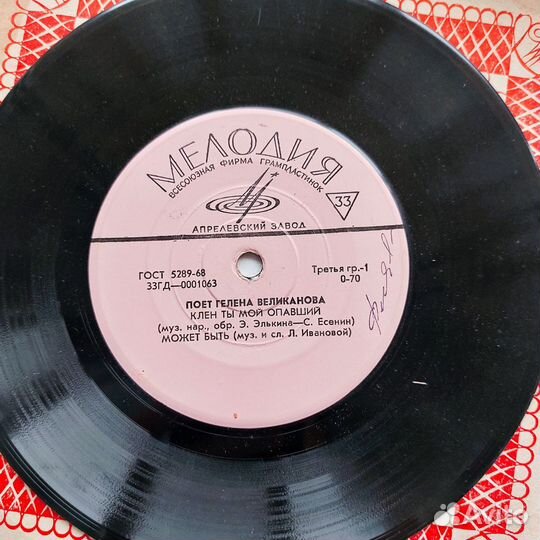 МЕЛОДИЯ
ВСЕСОЮЗНАЯ ФИРМА ГРАМПЛАСТИНОК
33
АПРЕЛЕВСКИЙ ЗАВОД
ГОСТ 5289-68
Третья гр.-1
33ГД—0001063
0-70
ПОЕТ ГЕЛЕНА ВЕЛИКАНОВА
КЛЕН ТЫ МОЙ ОПАВШИЙ
(муз. нар., обр. Э. Элькина—С. Есенин)
МОЖЕТ БЫТЬ (муз. и сл. Л. Ивановой)
Avito